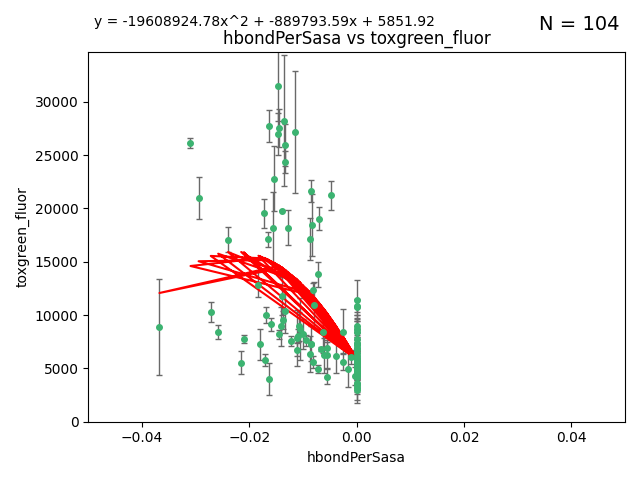 y = -19608924.78x^2 + -889793.59x + 5851.92
N = 104
hbondPerSasa vs toxgreen_fluor
toxgreen_fluor
30000
25000
20000
15000
10000
5000
0
−0.04
−0.02
0.00
0.02
0.04
hbondPerSasa